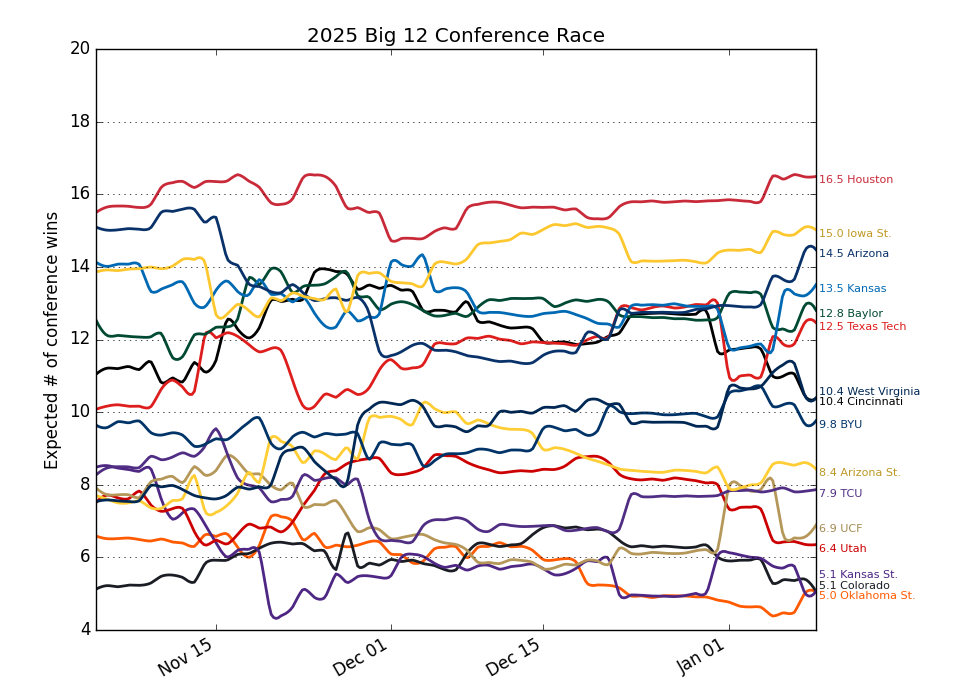 2025 Big 12 Conference Race
Expected # of conference wins
20
18
16
14
12
10
8
6
4
Nov 15
Dec 01
Dec 15
Jan 01
16.5 Houston
15.0 Iowa St.
14.5 Arizona
13.5 Kansas
12.8 Baylor
12.5 Texas Tech
10.4 West Virginia
10.4 Cincinnati
9.8 BYU
8.4 Arizona St.
7.9 TCU
6.9 UCF
6.4 Utah
5.1 Kansas St.
5.1 Colorado
5.0 Oklahoma St.